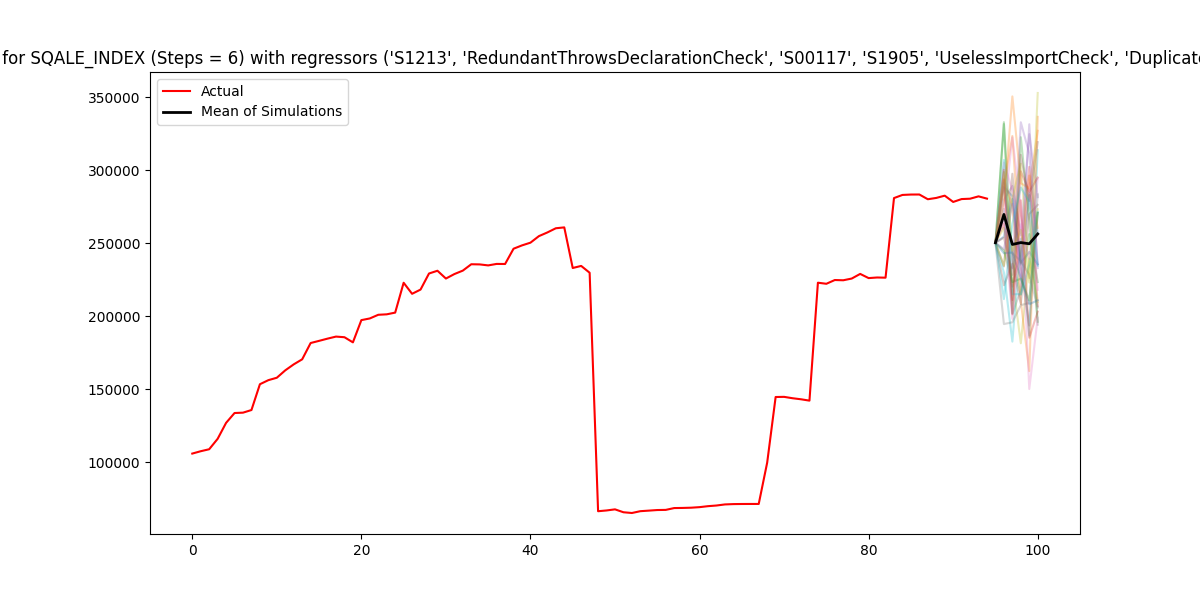 for SQALE_INDEX (Steps = 6) with regressors ('S1213', 'RedundantThrowsDeclarationCheck', 'S00117', 'S1905', 'UselessImportCheck', 'Duplicate
Actual
Mean of Simulations
350000
300000
250000
200000
150000
100000
0 20 40 60 80 100